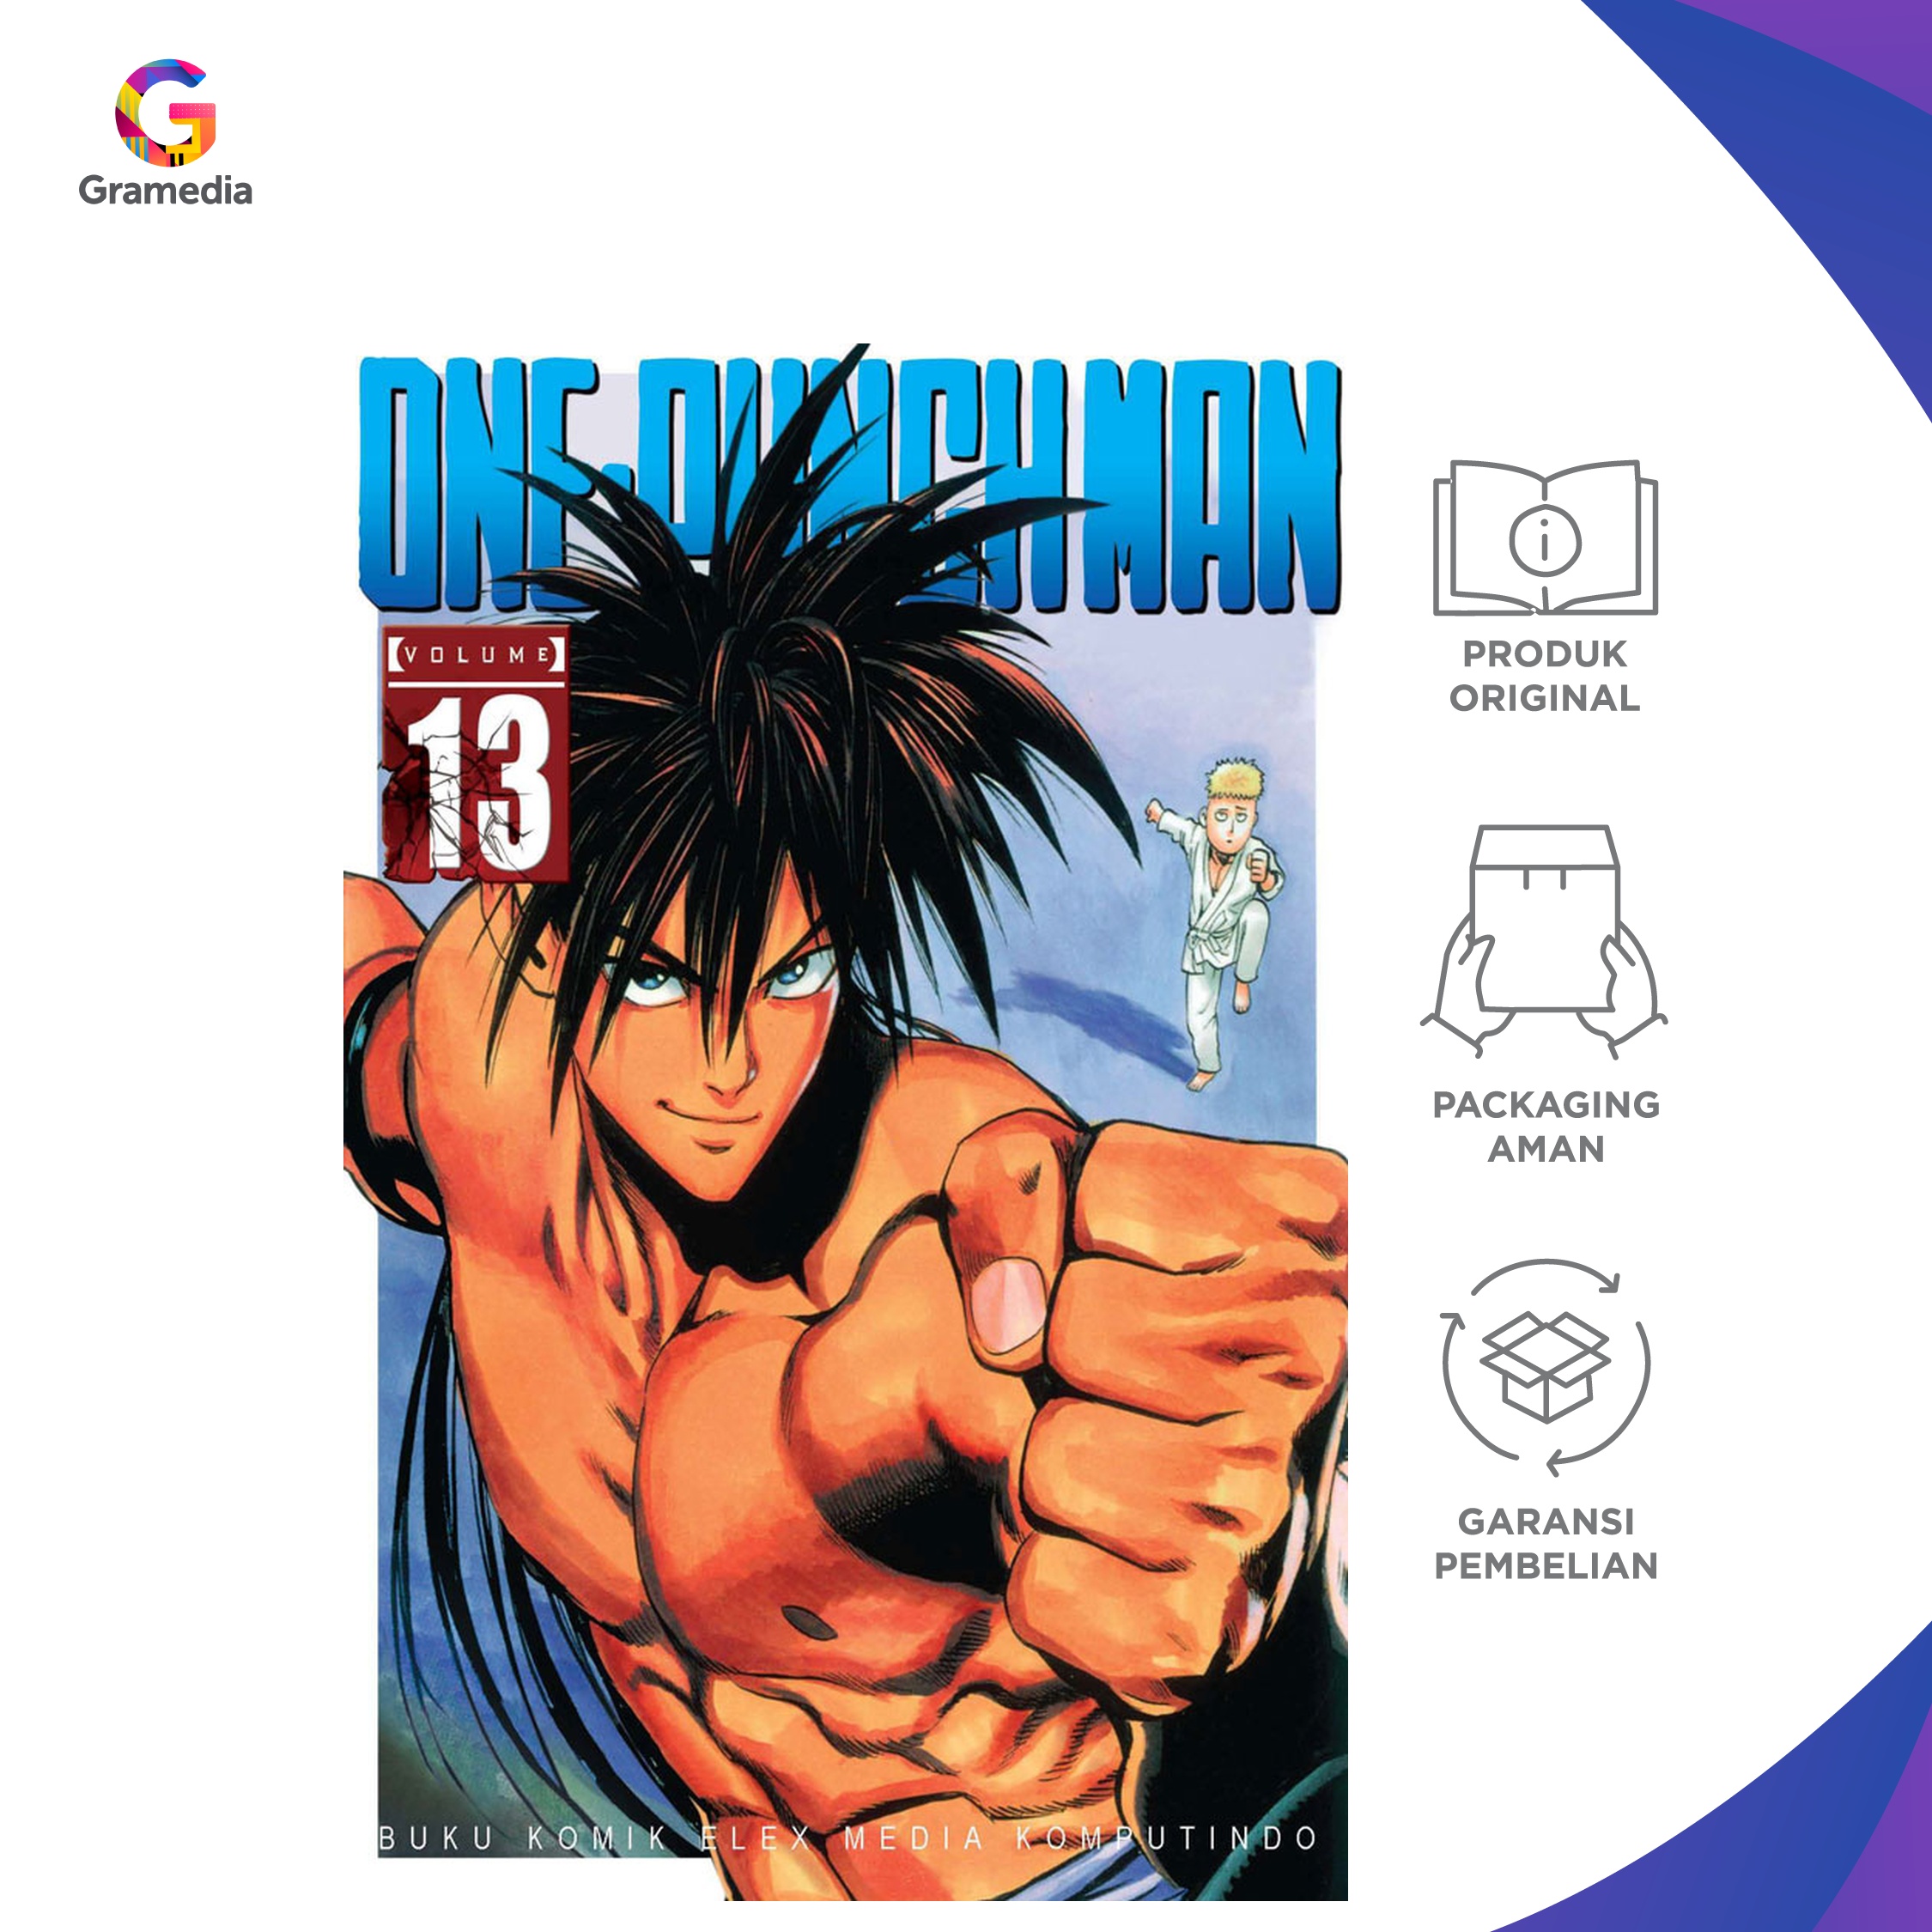 Gramedia
ONE-PUNCH MAN
VOLUME
13
PRODUK
ORIGINAL
PACKAGING
AMAN
GARANSI
PEMBELIAN
BUKU KOMIK ELEX MEDIA KOMPUTINDO